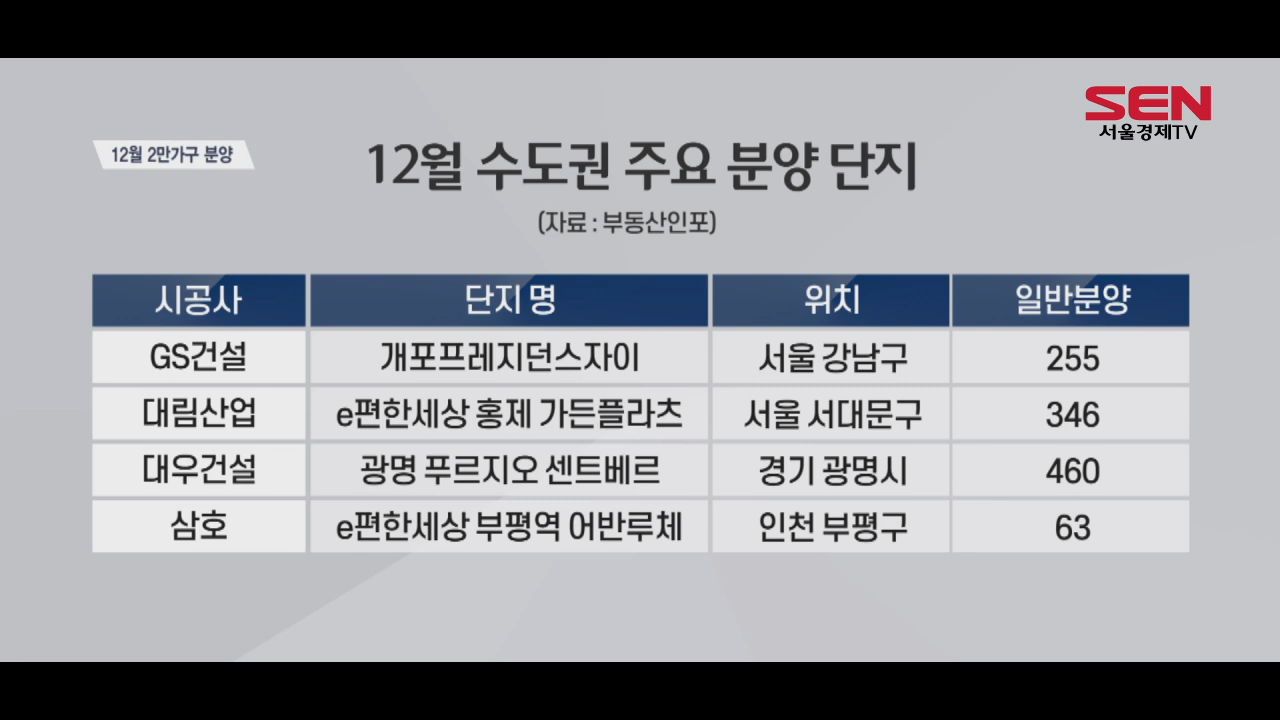 SEN
서울경제TV
12월 2만가구 분양
12월 수도권 주요 분양 단지
(자료 : 부동산인포)
시공사 단지 명 위치 일반분양
GS건설 개포프레지던스자이 서울 강남구 255
대림산업 e편한세상 홍제 가든플라츠 서울 서대문구 346
대우건설 광명 푸르지오 센트베르 경기 광명시 460
삼호 e편한세상 부평역 어반루체 인천 부평구 63